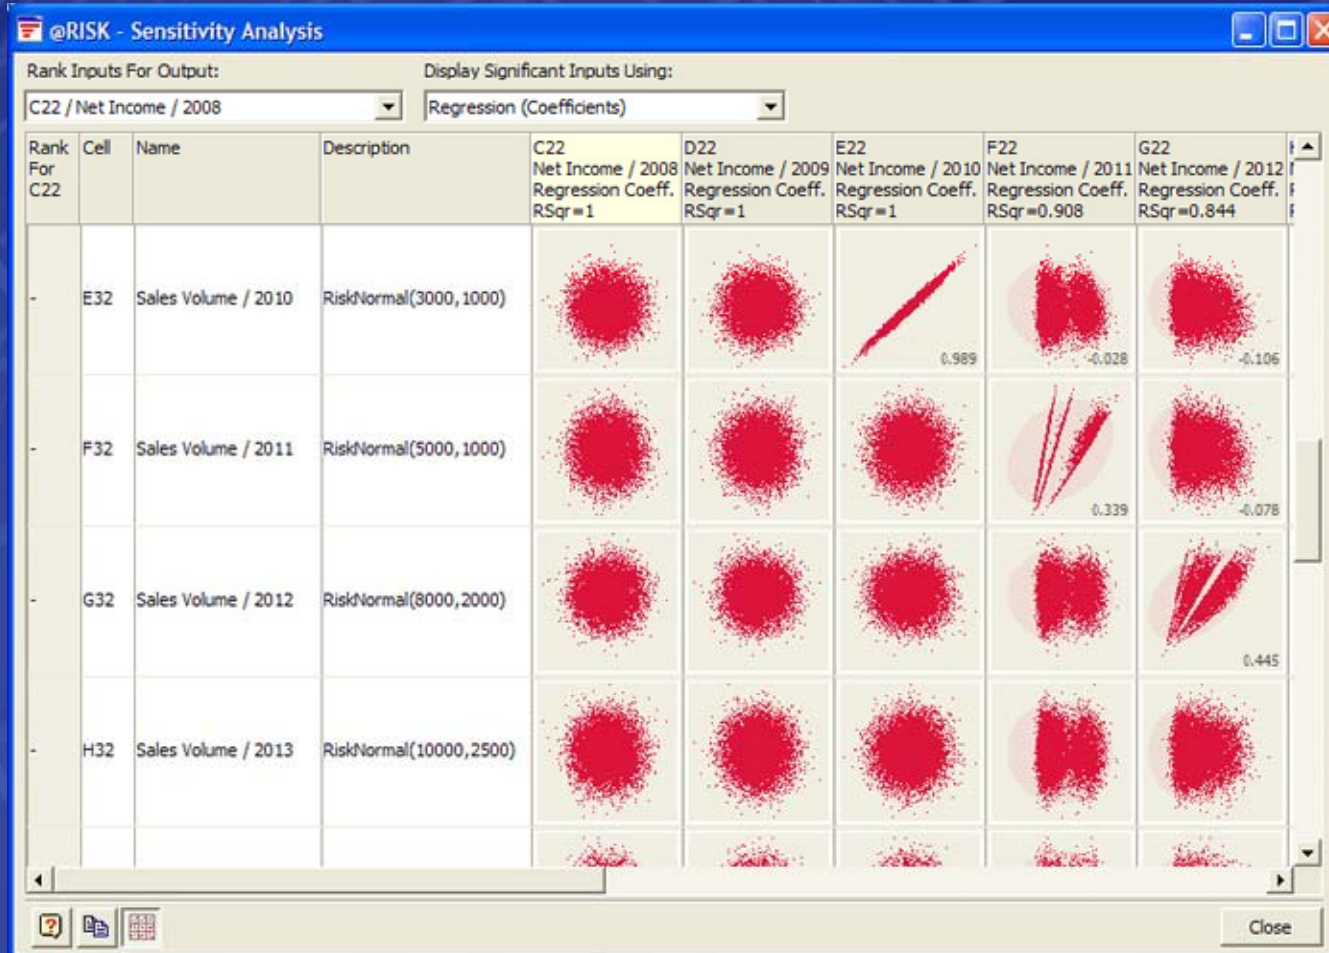 @RISK - Sensitivity Analysis
Rank Inputs For Output: Display Significant Inputs Using:
C22 / Net Income / 2008 Regression (Coefficients)
Rank For C22 Cell Name Description
C22 Net Income / 2008 Regression Coeff. RSqr=1
D22 Net Income / 2009 Regression Coeff. RSqr=1
E22 Net Income / 2010 Regression Coeff. RSqr=1
F22 Net Income / 2011 Regression Coeff. RSqr=0.908
G22 Net Income / 2012 Regression Coeff. RSqr=0.844
- E32 Sales Volume / 2010 RiskNormal(3000,1000) 0.989 -0.028 -0.106
- F32 Sales Volume / 2011 RiskNormal(5000,1000) 0.339 -0.078
- G32 Sales Volume / 2012 RiskNormal(8000,2000) 0.445
- H32 Sales Volume / 2013 RiskNormal(10000,2500)
Close